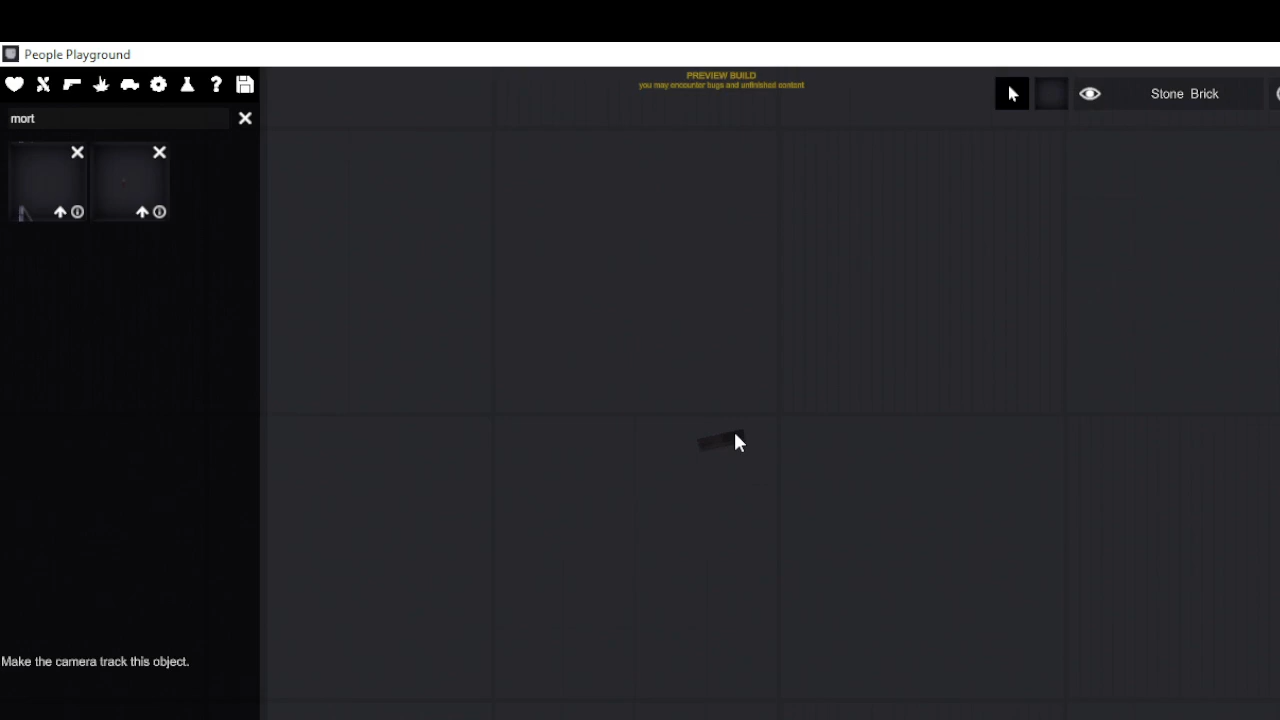 People Playground
PREVIEW BUILD
you may encounter bugs and unfinished content
Stone Brick
mort
Make the camera track this object.